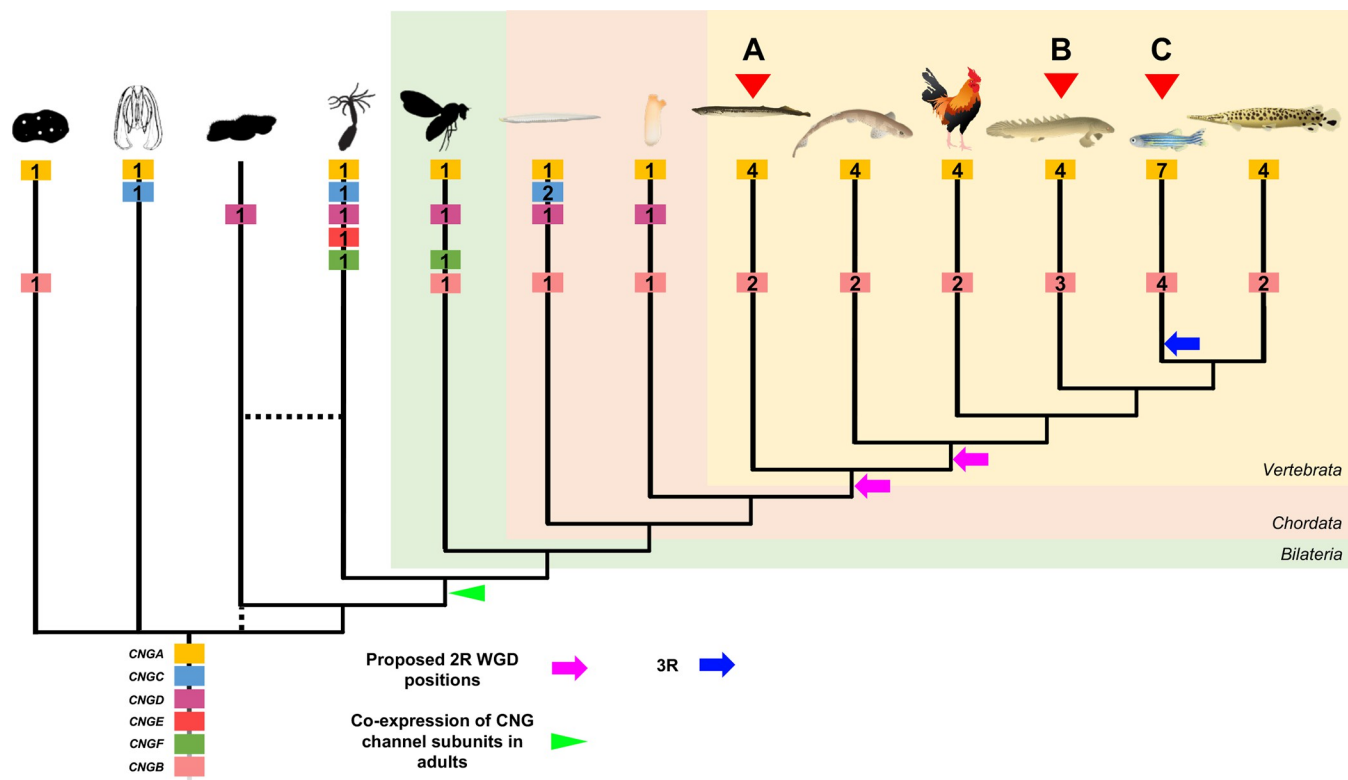 A B C
1 1 1 1 1 1 4 4 4 4 7 4
1 1 2
1 1 1 1 1
1
1 1
1 1 1 1 2 2 2 3 4 2
Vertebrata
Chordata
Bilateria
CNGA
CNGC
CNGD
CNGE
CNGF
CNGB
Proposed 2R WGD
positions
3R
Co-expression of CNG
channel subunits in
adults